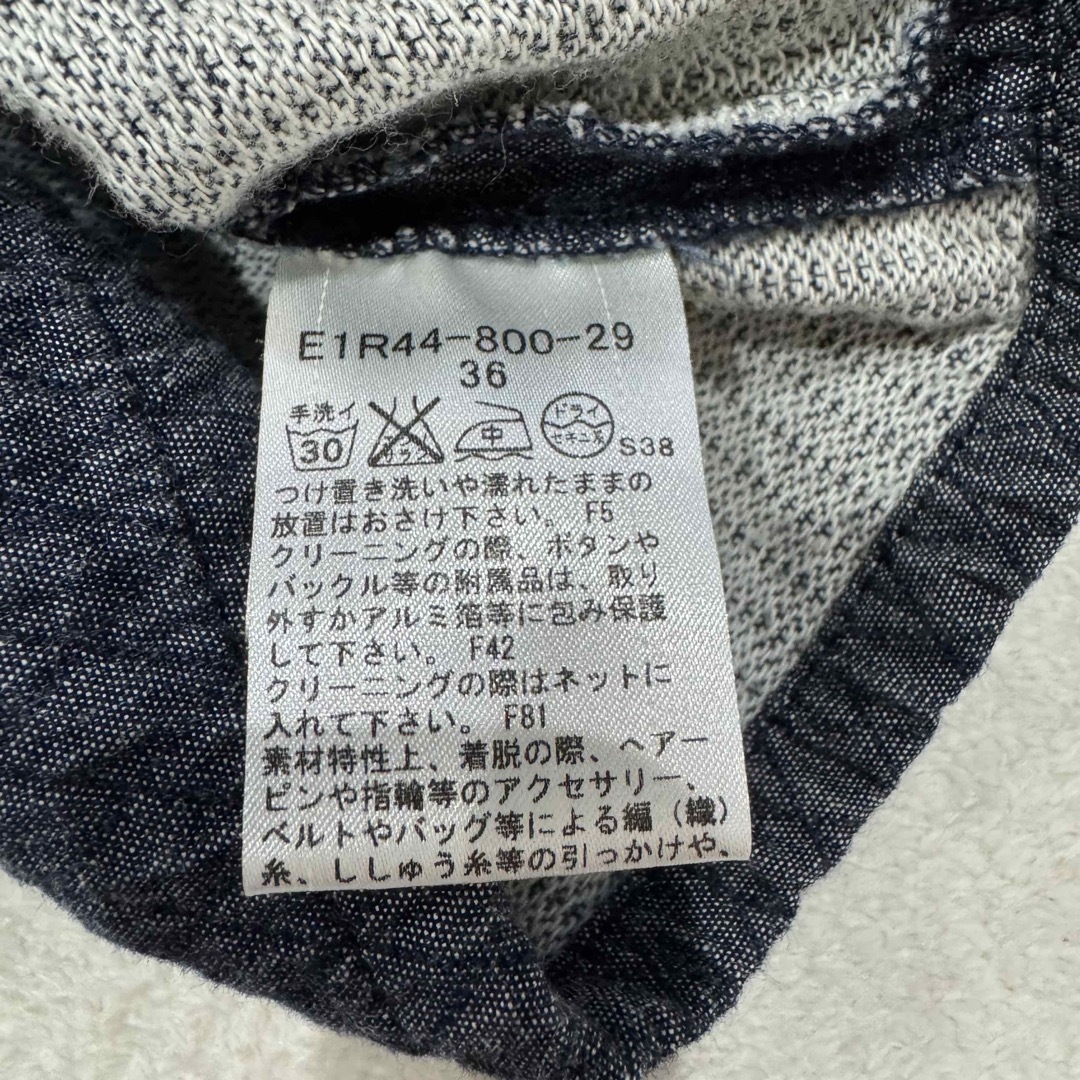 E1R44-800-29
36
手洗イ
30
中
ドライ
セキユ系
S38
つけ置き洗いや濡れたままの
放置はおさけ下さい。 F5
クリーニングの際、ボタンや
バックル等の附属品は、取り
外すかアルミ箔等に包み保護
して下さい。 F42
クリーニングの際はネットに
入れて下さい。 F81
素材特性上、着脱の際、ヘアー
ピンや指輪等のアクセサリー、
ベルトやバッグ等による編（織）
糸、ししゅう糸等の引っかけや、